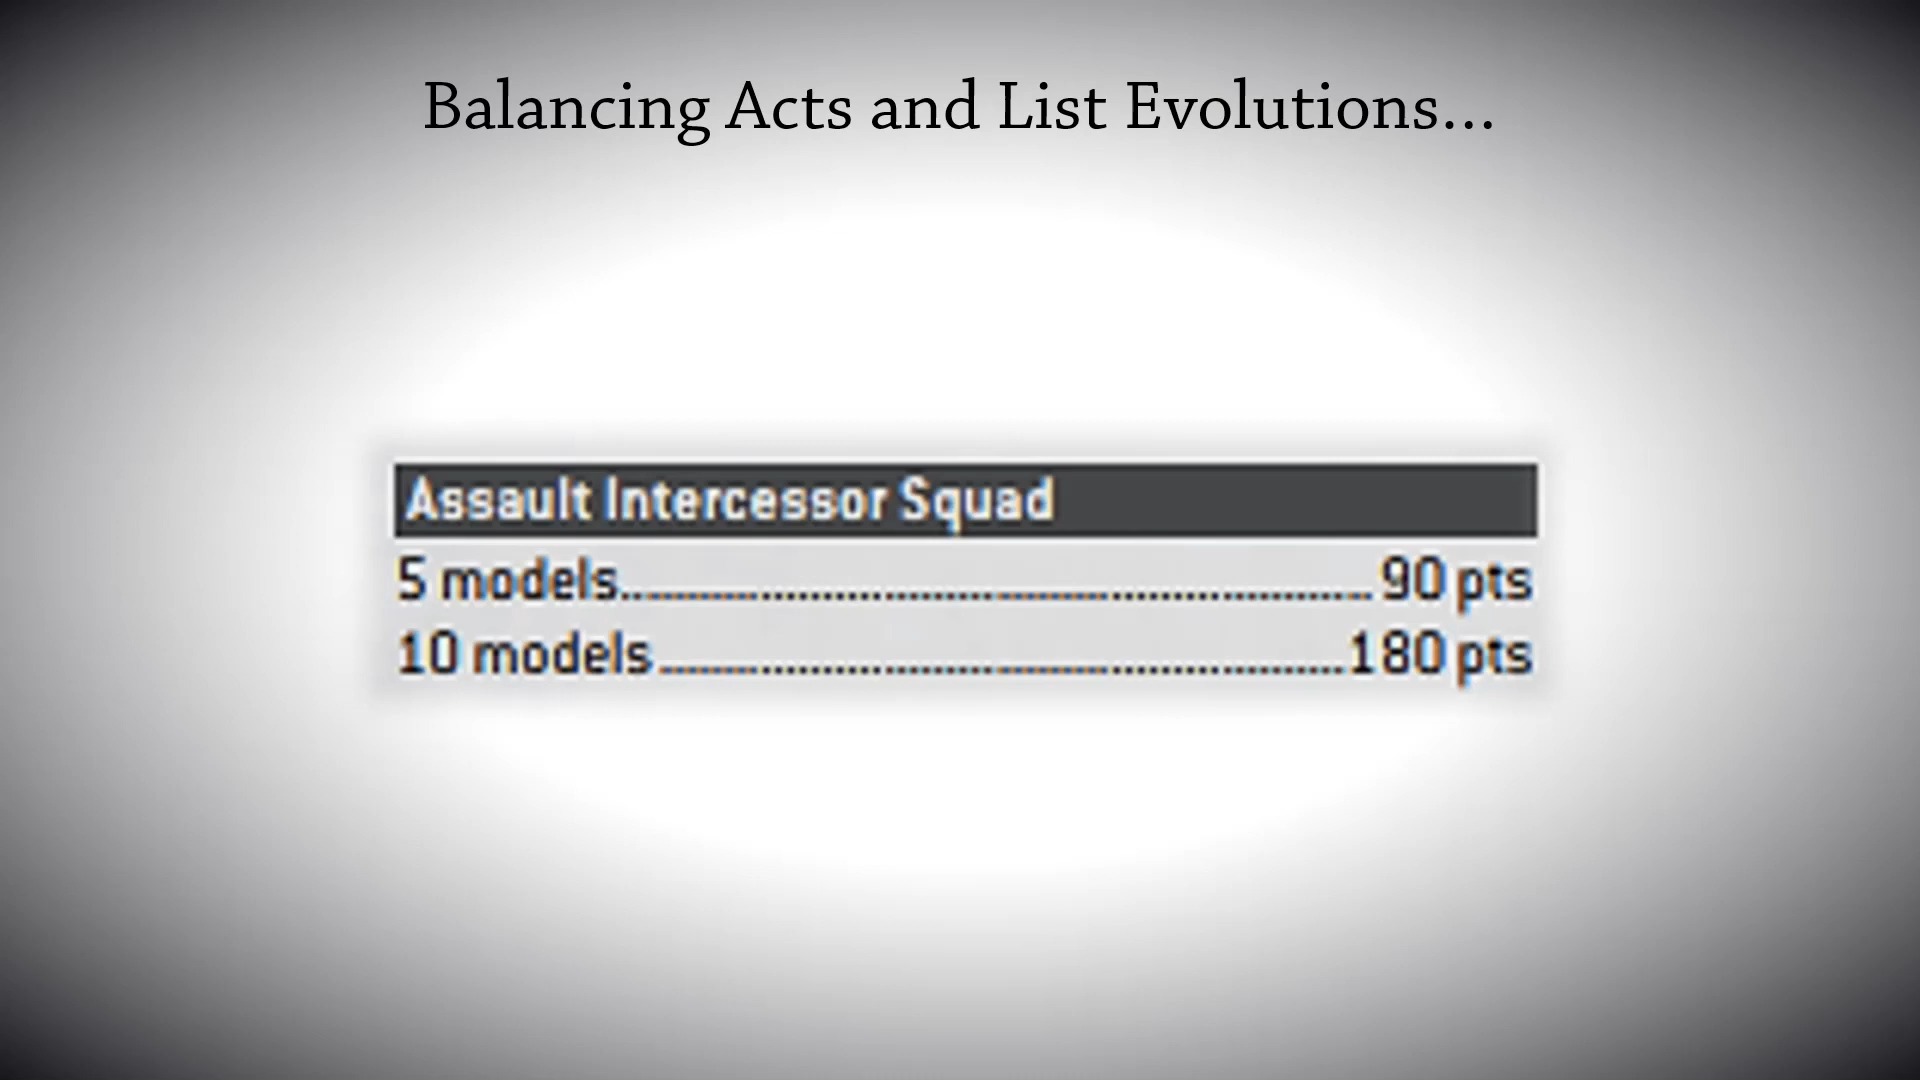 Balancing Acts and List Evolutions...
Assault Intercessor Squad
5 models........................................................................90 pts
10 models..................................................................180 pts